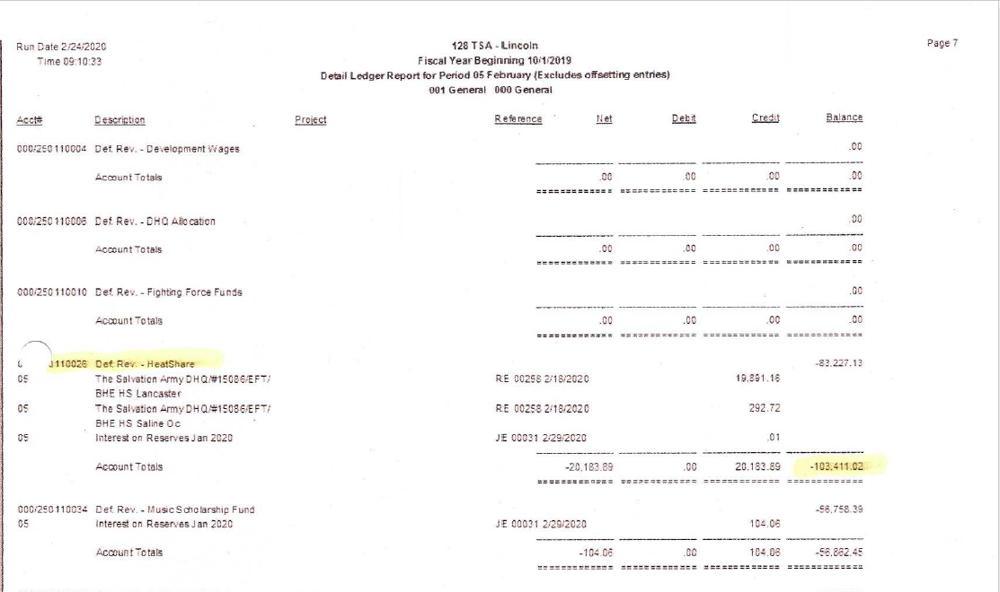 Run Date 2/24/2020 128 TSA - Lincoln Page 7
Time 09:10:33 Fiscal Year Beginning 10/1/2019
Detail Ledger Report for Period 05 February (Excludes offsetting entries)
001 General 000 General
Acct# Description Project Reference Net Debit Credit Balance
000/250110004 Def. Rev. - Development Wages .00
Account Totals .00 .00 .00 .00
000/250110006 Def. Rev. - DHQ Allocation .00
Account Totals .00 .00 .00 .00
000/250110010 Def. Rev. - Fighting Force Funds .00
Account Totals .00 .00 .00 .00
110026 Def. Rev. - HeatShare -83,227.13
05 The Salvation Army DHQ/#15086/EFT/ RE 00258 2/18/2020 19,891.16
BHE HS Lancaster
05 The Salvation Army DHQ/#15086/EFT/ RE 00258 2/18/2020 292.72
BHE HS Saline Oc
05 Interest on Reserves Jan 2020 JE 00031 2/29/2020 .01
Account Totals -20,183.89 .00 20,183.89 -103,411.02
000/250110034 Def. Rev. - Music Scholarship Fund -56,758.39
05 Interest on Reserves Jan 2020 JE 00031 2/29/2020 104.06
Account Totals -104.06 .00 104.06 -56,862.45